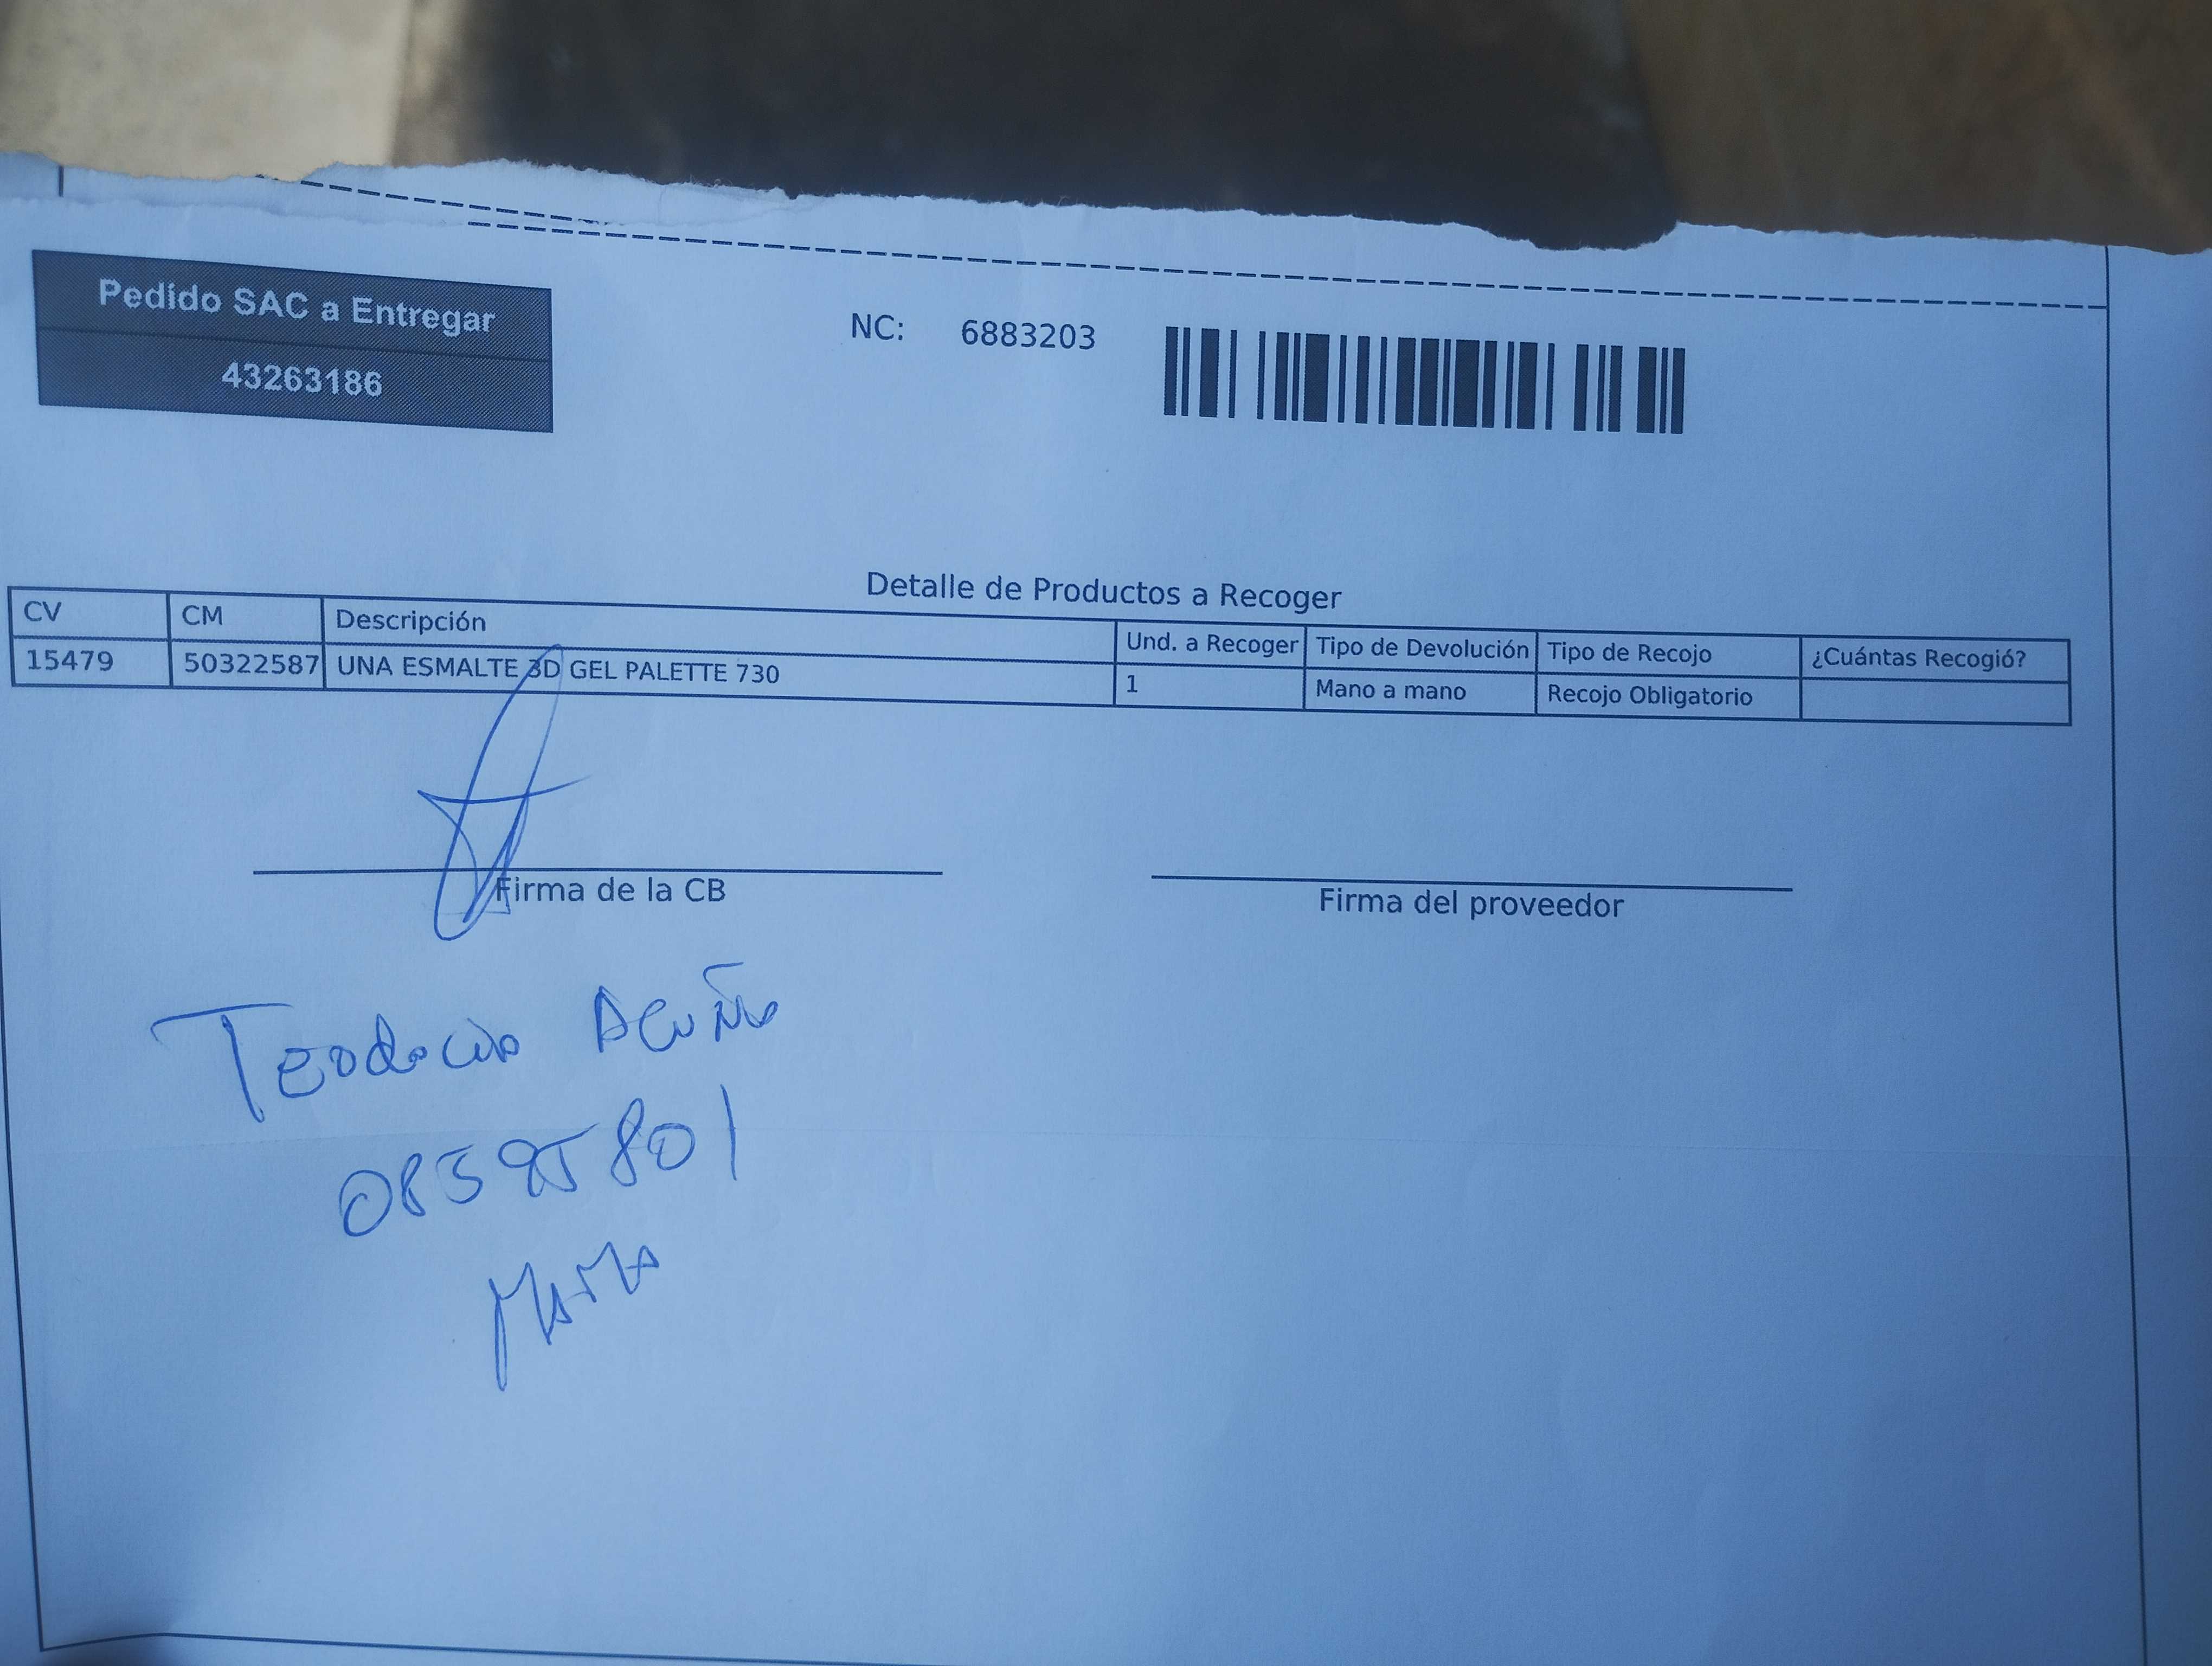 Pedido SAC a Entregar
43263186
NC: 6883203
Detalle de Productos a Recoger
CV CM Descripción Und. a Recoger Tipo de Devolución Tipo de Recojo ¿Cuántas Recogió?
15479 50322587 UNA ESMALTE 3D GEL PALETTE 730 1 Mano a mano Recojo Obligatorio
Firma de la CB Firma del proveedor
Acuña